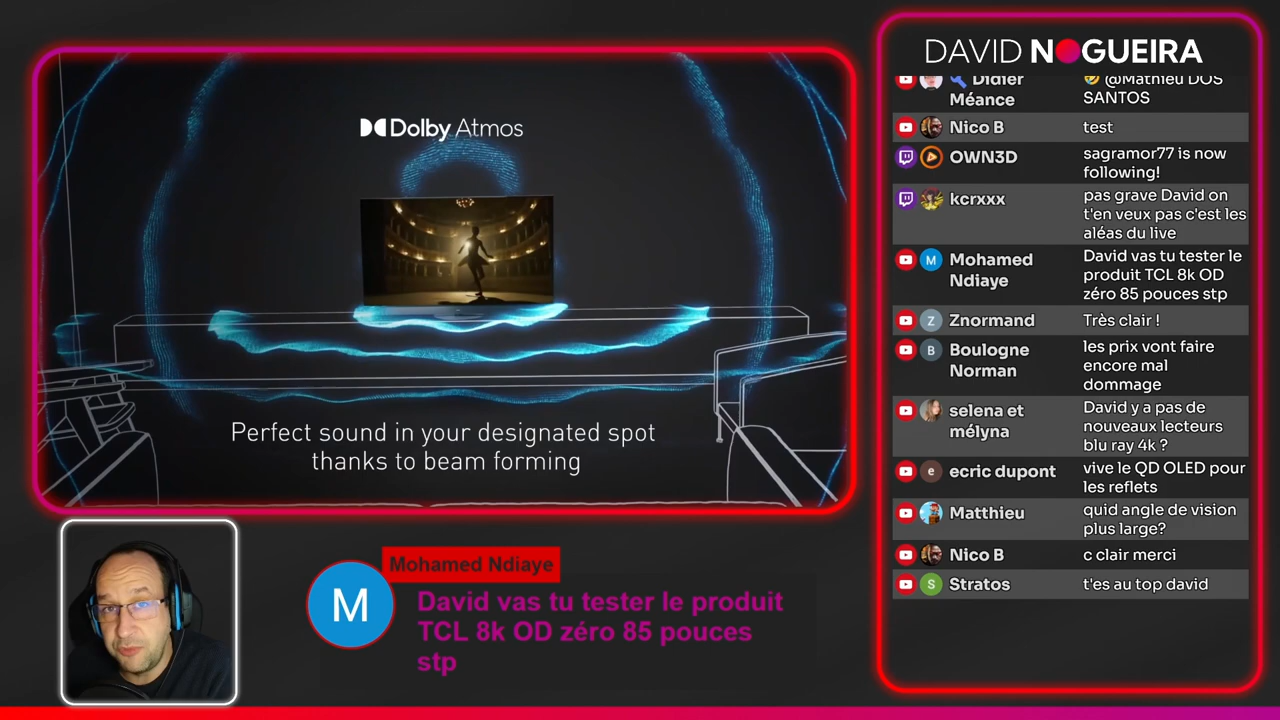 DAVID NOGUEIRA
Dolby Atmos
Perfect sound in your designated spot
thanks to beam forming
Mohamed Ndiaye
M
David vas tu tester le produit
TCL 8k OD zéro 85 pouces
stp
Didier
Méance
🤣 @Mathieu DOS
SANTOS
Nico B
test
OWN3D
sagramor77 is now
following!
kcrxxx
pas grave David on
t'en veux pas c'est les
aléas du live
M
Mohamed
Ndiaye
David vas tu tester le
produit TCL 8k OD
zéro 85 pouces stp
Z
Znormand
Très clair !
B
Boulogne
Norman
les prix vont faire
encore mal
dommage
selena et
mélyna
David y a pas de
nouveaux lecteurs
blu ray 4k ?
e
ecric dupont
vive le QD OLED pour
les reflets
Matthieu
quid angle de vision
plus large?
Nico B
c clair merci
S
Stratos
t'es au top david